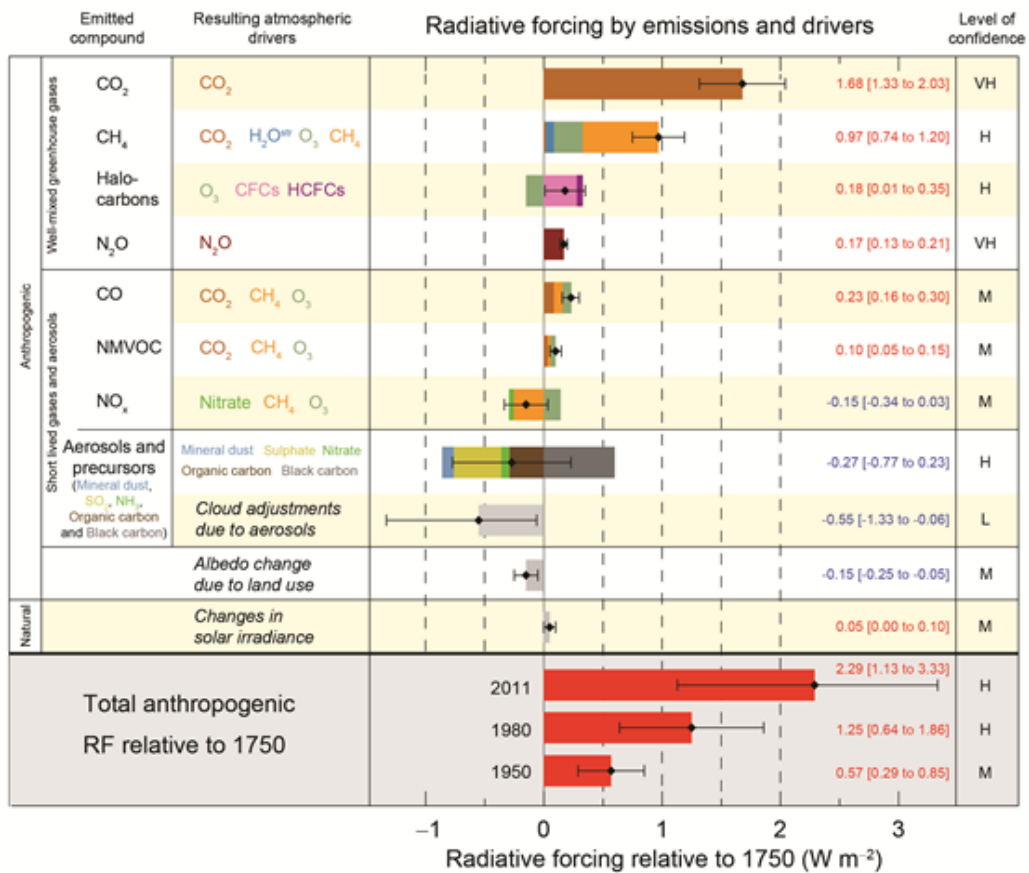 Emitted compound
Resulting atmospheric drivers
Radiative forcing by emissions and drivers
Level of confidence
Anthropogenic
Well-mixed greenhouse gases
CO₂
CO₂
1.68 [1.33 to 2.03]
VH
CH₄
CO₂ H₂Oˢᵗʳ O₃ CH₄
0.97 [0.74 to 1.20]
H
Halo-
carbons
O₃ CFCs HCFCs
0.18 [0.01 to 0.35]
H
N₂O
N₂O
0.17 [0.13 to 0.21]
VH
Short lived gases and aerosols
CO
CO₂ CH₄ O₃
0.23 [0.16 to 0.30]
M
NMVOC
CO₂ CH₄ O₃
0.10 [0.05 to 0.15]
M
NOₓ
Nitrate CH₄ O₃
-0.15 [-0.34 to 0.03]
M
Aerosols and
precursors
(Mineral dust,
SO₂, NH₃,
Organic carbon
and Black carbon)
Mineral dust Sulphate Nitrate
Organic carbon Black carbon
-0.27 [-0.77 to 0.23]
H
Cloud adjustments
due to aerosols
-0.55 [-1.33 to -0.06]
L
Albedo change
due to land use
-0.15 [-0.25 to -0.05]
M
Natural
Changes in
solar irradiance
0.05 [0.00 to 0.10]
M
Total anthropogenic
RF relative to 1750
2011
2.29 [1.13 to 3.33]
H
1980
1.25 [0.64 to 1.86]
H
1950
0.57 [0.29 to 0.85]
M
−1 0 1 2 3
Radiative forcing relative to 1750 (W m⁻²)